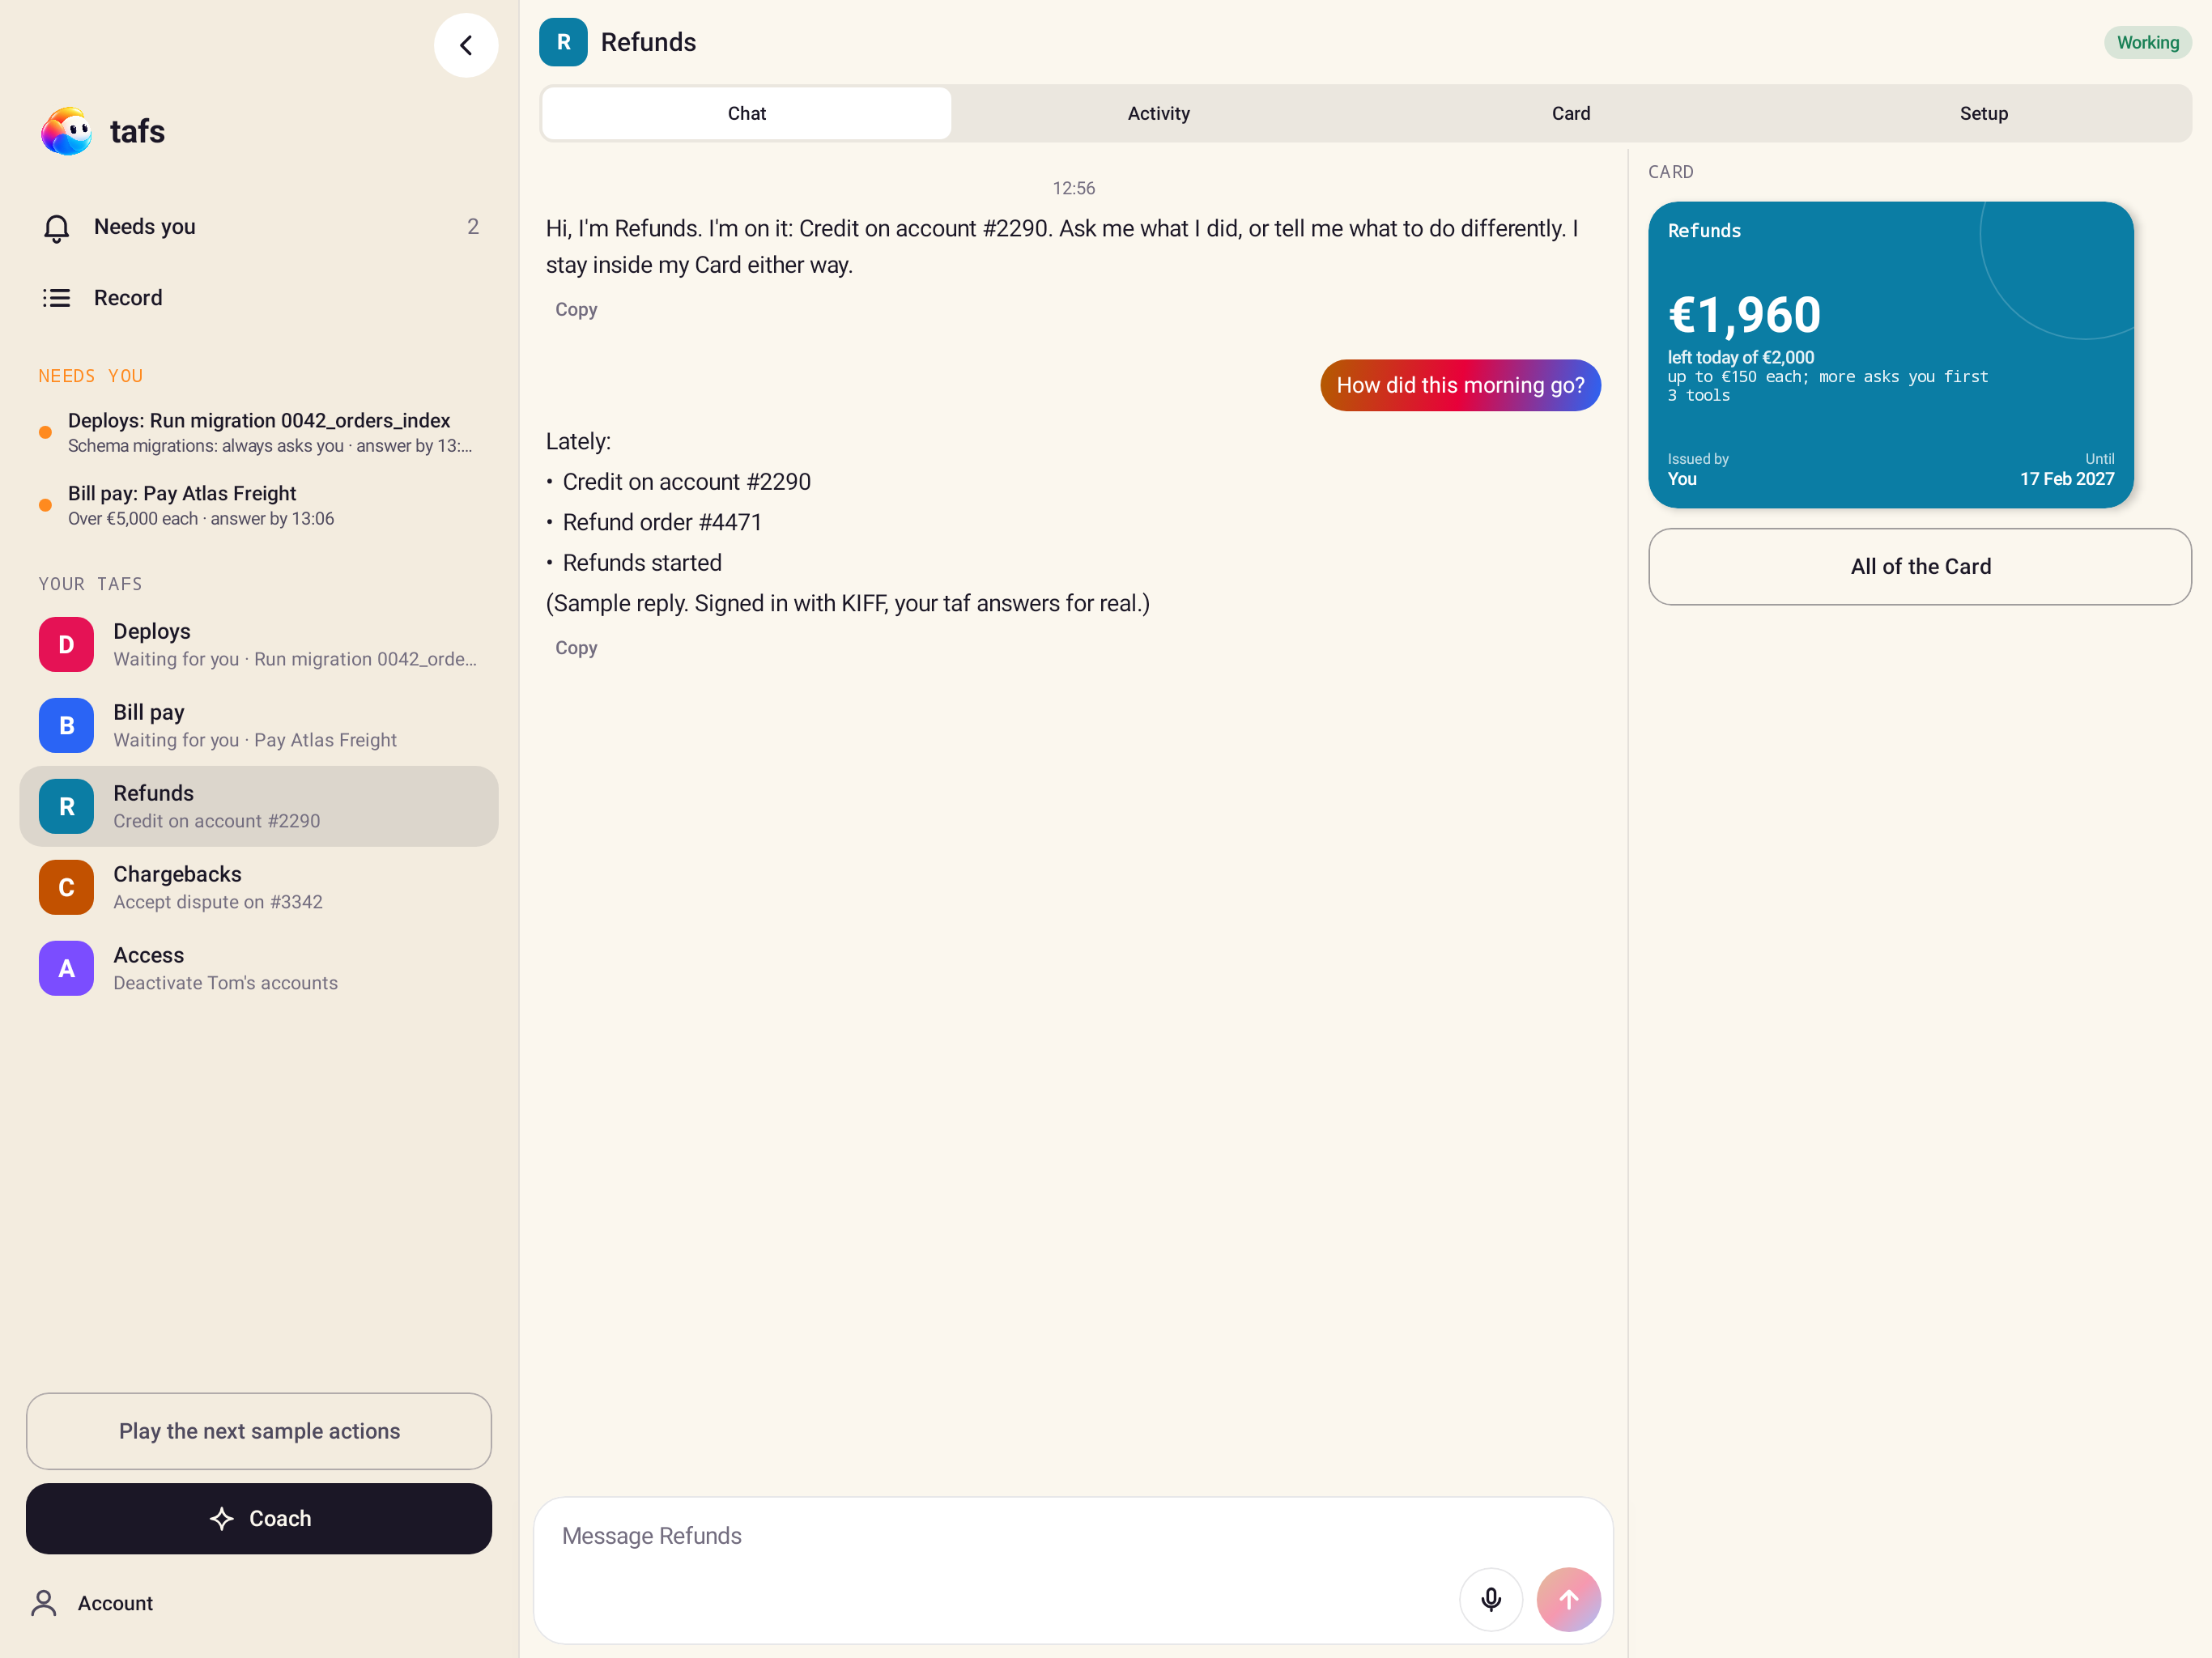 tafs
Needs you 2
Record
NEEDS YOU
Deploys: Run migration 0042_orders_index
Schema migrations: always asks you · answer by 13:...
Bill pay: Pay Atlas Freight
Over €5,000 each · answer by 13:06
YOUR TAFS
D
Deploys
Waiting for you · Run migration 0042_orde...
B
Bill pay
Waiting for you · Pay Atlas Freight
R
Refunds
Credit on account #2290
C
Chargebacks
Accept dispute on #3342
A
Access
Deactivate Tom's accounts
Play the next sample actions
Coach
Account
R Refunds
Working
Chat Activity Card Setup
12:56
Hi, I'm Refunds. I'm on it: Credit on account #2290. Ask me what I did, or tell me what to do differently. I
stay inside my Card either way.
Copy
How did this morning go?
Lately:
• Credit on account #2290
• Refund order #4471
• Refunds started
(Sample reply. Signed in with KIFF, your taf answers for real.)
Copy
Message Refunds
CARD
Refunds
€1,960
left today of €2,000
up to €150 each; more asks you first
3 tools
Issued by Until
You 17 Feb 2027
All of the Card